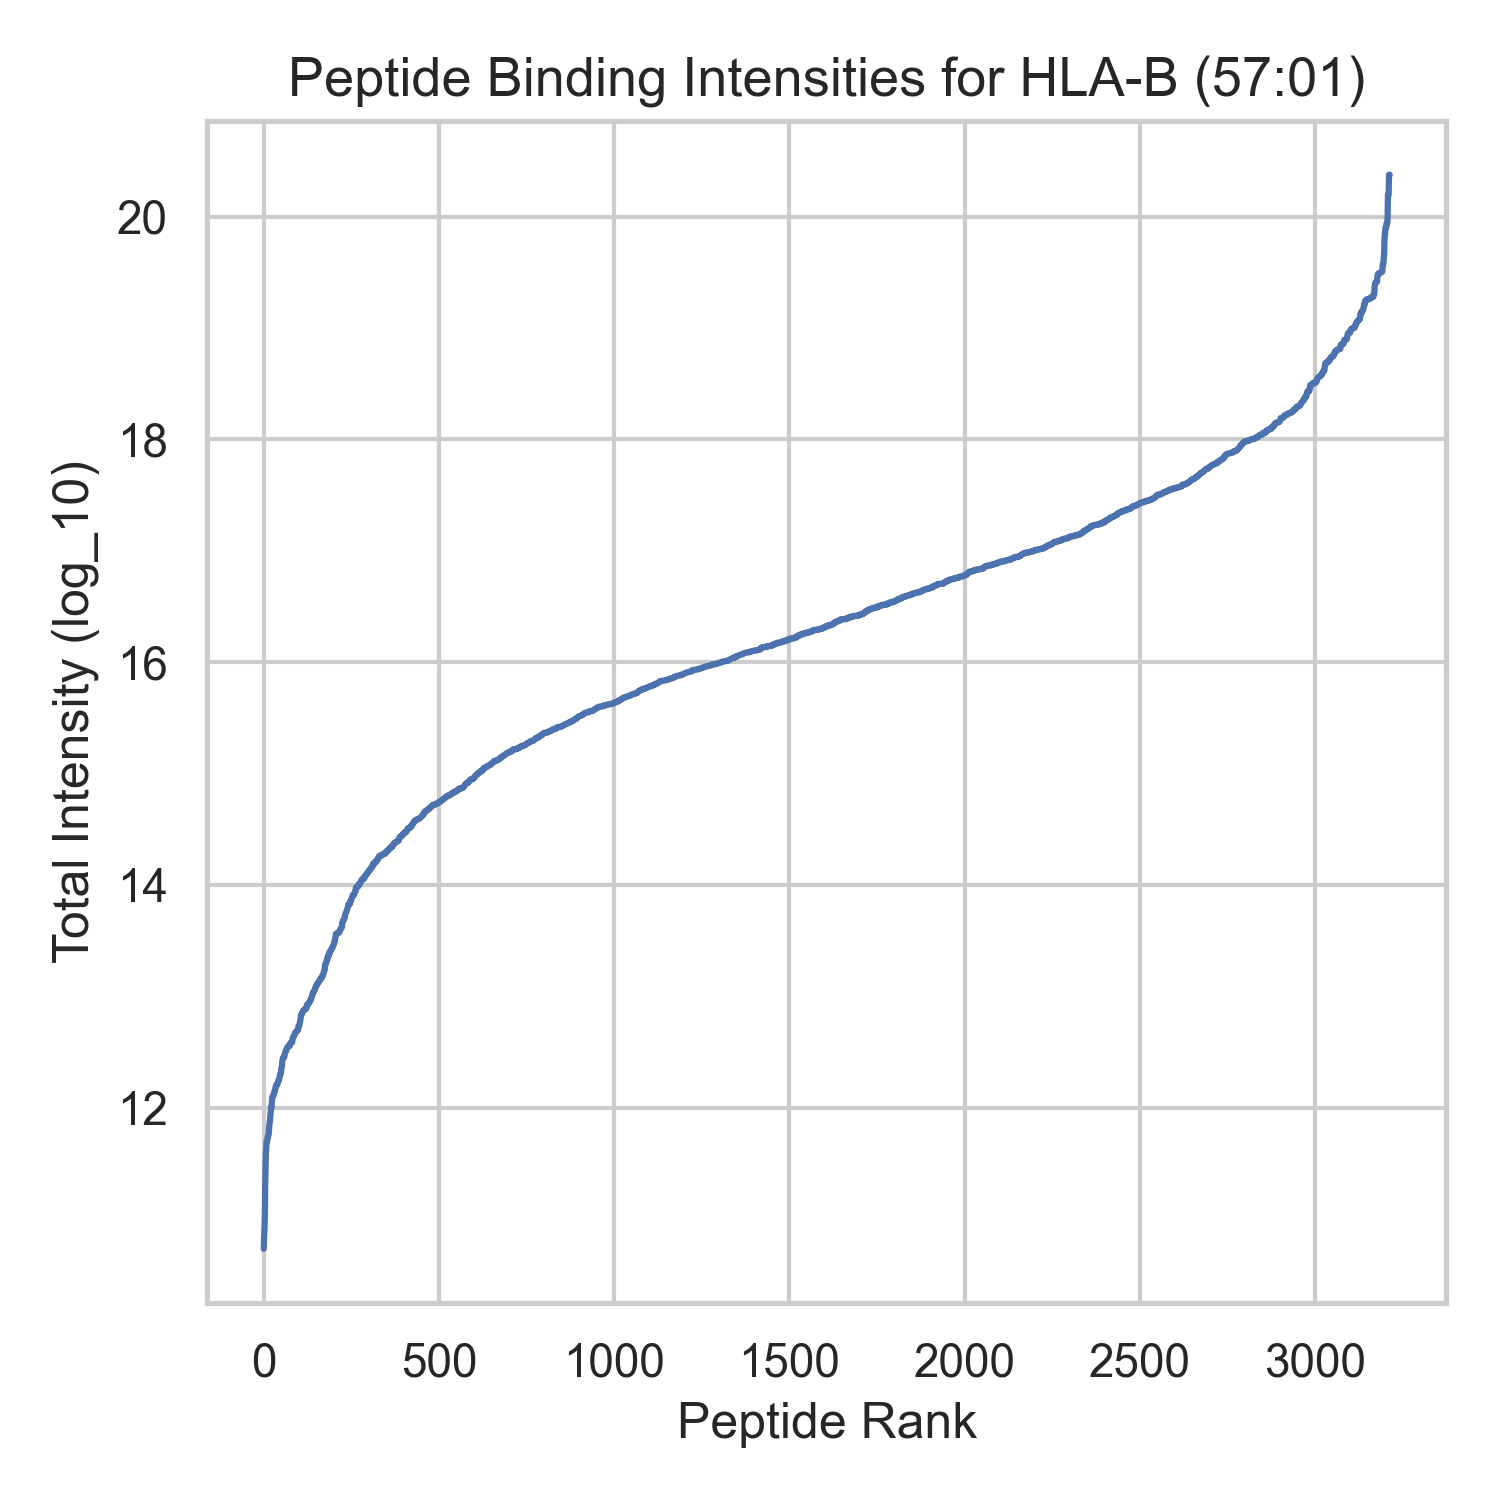 Peptide Binding Intensities for HLA-B (57:01)
20
18
16
14
12
Total Intensity (log_10)
0 500 1000 1500 2000 2500 3000
Peptide Rank